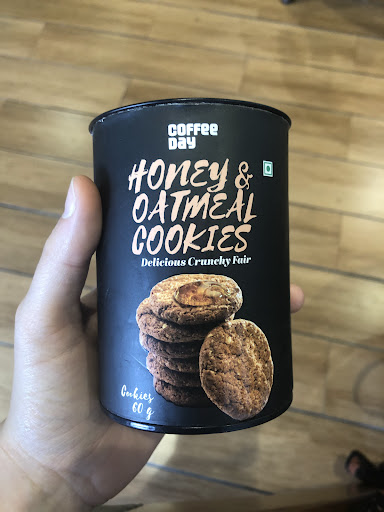 COFFEE
DAY
HONEY &
OATMEAL
COOKIES
Delicious Crunchy Fair
Cookies
60 g